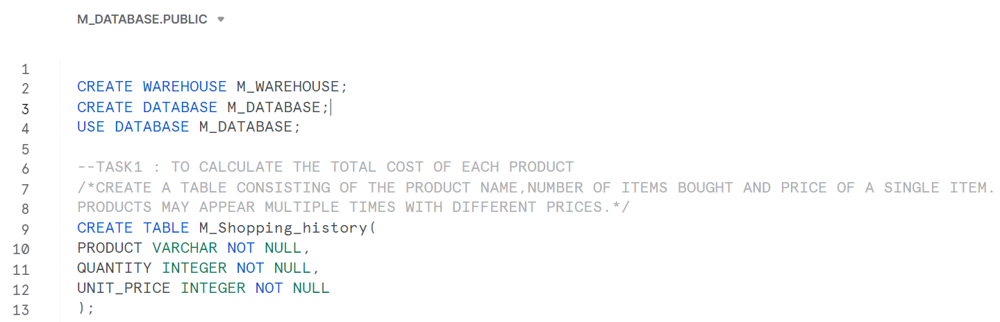 M_DATABASE.PUBLIC
1
2 CREATE WAREHOUSE M_WAREHOUSE;
3 CREATE DATABASE M_DATABASE;
4 USE DATABASE M_DATABASE;
5
6 --TASK1 : TO CALCULATE THE TOTAL COST OF EACH PRODUCT
7 /*CREATE A TABLE CONSISTING OF THE PRODUCT NAME,NUMBER OF ITEMS BOUGHT AND PRICE OF A SINGLE ITEM.
8 PRODUCTS MAY APPEAR MULTIPLE TIMES WITH DIFFERENT PRICES.*/
9 CREATE TABLE M_Shopping_history(
10 PRODUCT VARCHAR NOT NULL,
11 QUANTITY INTEGER NOT NULL,
12 UNIT_PRICE INTEGER NOT NULL
13 );